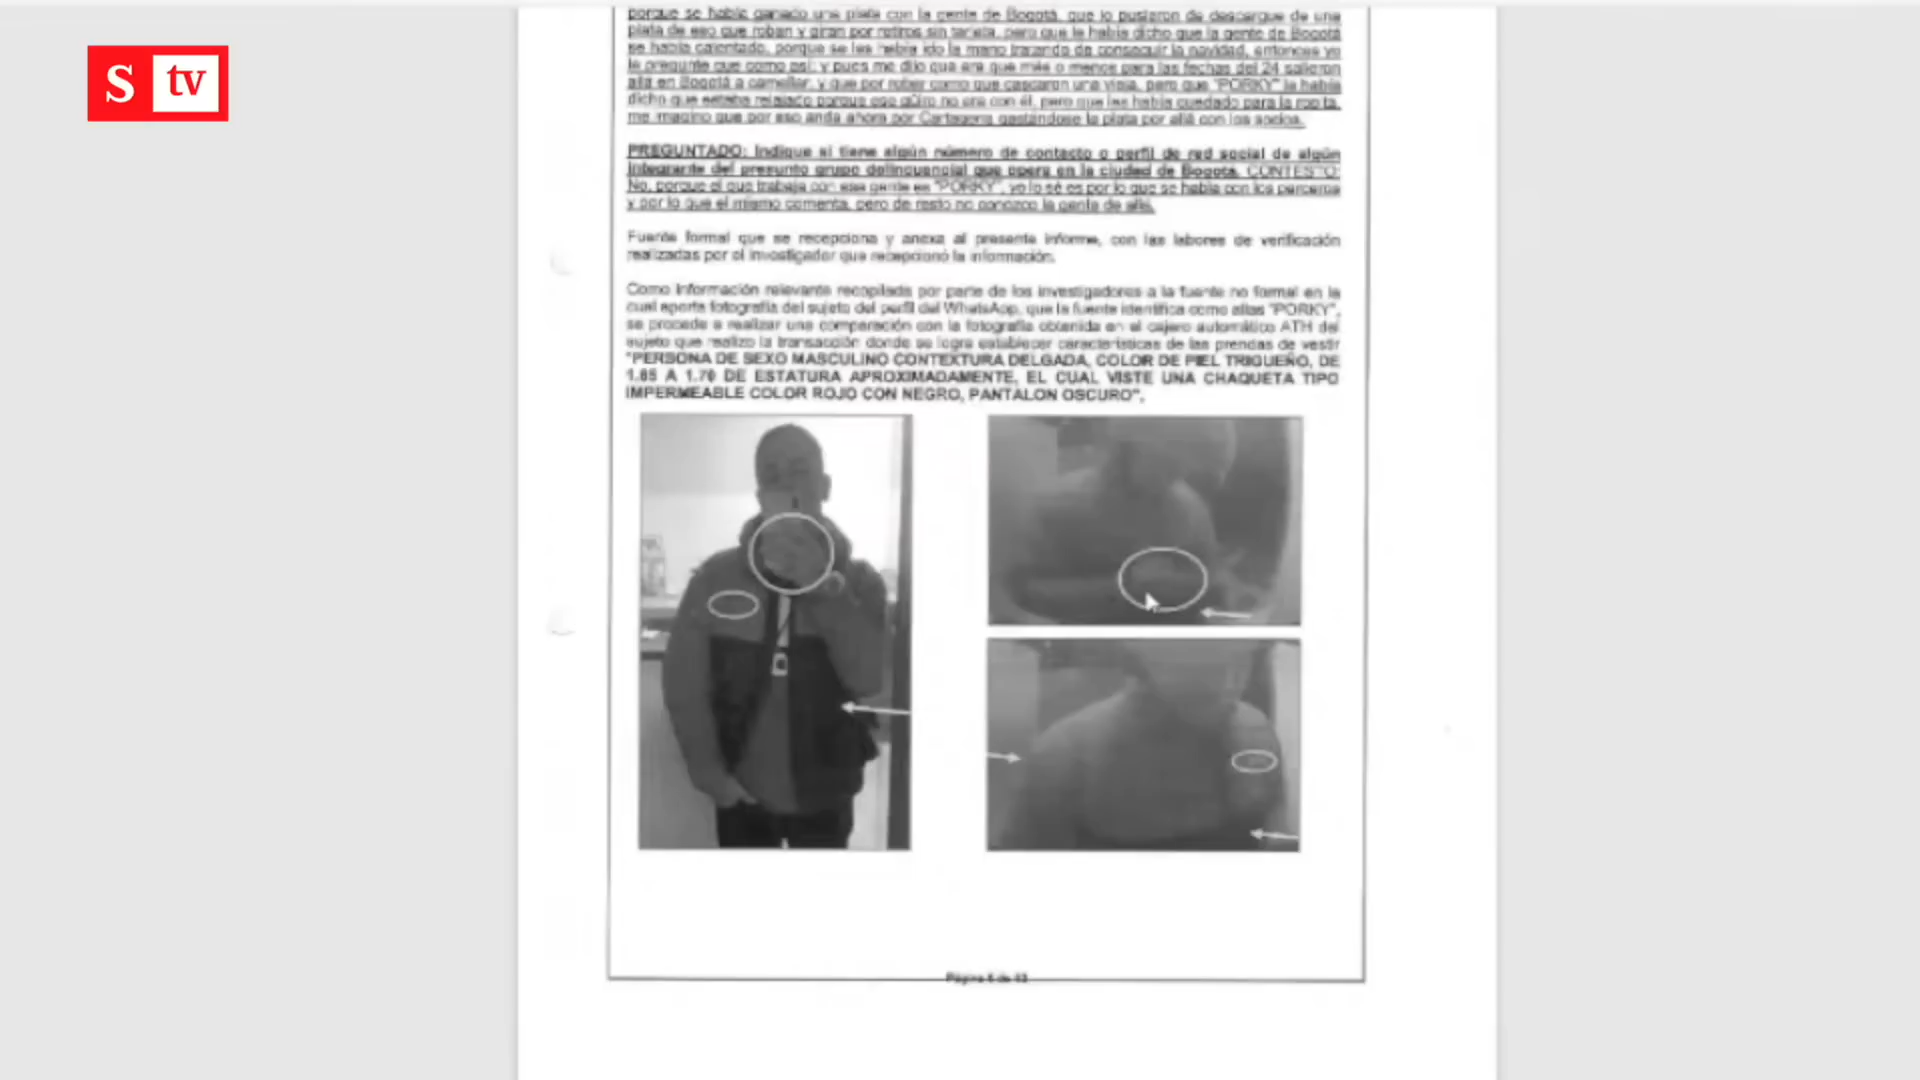 S tv
porque se había ganado una plata con la gente de Bogotá, que lo pusieron de descargue de una
plata de eso que roban y giran por retiros sin tarjeta, pero que le había dicho que la gente de Bogotá
se había calentado, porque se les había ido la mano tratando de conseguir la navidad, entonces yo
le pregunte que como así; y pues me dijo que era que más o menos para las fechas del 24 salieron
allá en Bogotá a camellar, y que por robar como que cascaron una vieja, pero que "PORKY" le había
dicho que estaba relajado porque ese güiro no era con él, pero que les había quedado para la ropita,
me imagino que por eso anda ahora por Cartagena gastándose la plata por allá con los socios.
PREGUNTADO: Indique si tiene algún número de contacto o perfil de red social de algún
integrante del presunto grupo delincuencial que opera en la ciudad de Bogotá. CONTESTO:
No, porque el que trabaja con esa gente es "PORKY", yo lo sé es por lo que se habla con los parceros
y por lo que el mismo comenta, pero de resto no conozco la gente de allá.
Fuente formal que se recepciona y anexa al presente informe, con las labores de verificación
realizadas por el investigador que recepcionó la información.
Como información relevante recopilada por parte de los investigadores a la fuente no formal en la
cual aporta fotografía del sujeto del perfil del WhatsApp, que la fuente identifica como alias "PORKY",
se procede a realizar una comparación con la fotografía obtenida en el cajero automático ATH del
sujeto que realizo la transacción donde se logra establecer características de las prendas de vestir
"PERSONA DE SEXO MASCULINO CONTEXTURA DELGADA, COLOR DE PIEL TRIGUEÑO, DE
1.65 A 1.70 DE ESTATURA APROXIMADAMENTE, EL CUAL VISTE UNA CHAQUETA TIPO
IMPERMEABLE COLOR ROJO CON NEGRO, PANTALON OSCURO".
Página 6 de 13